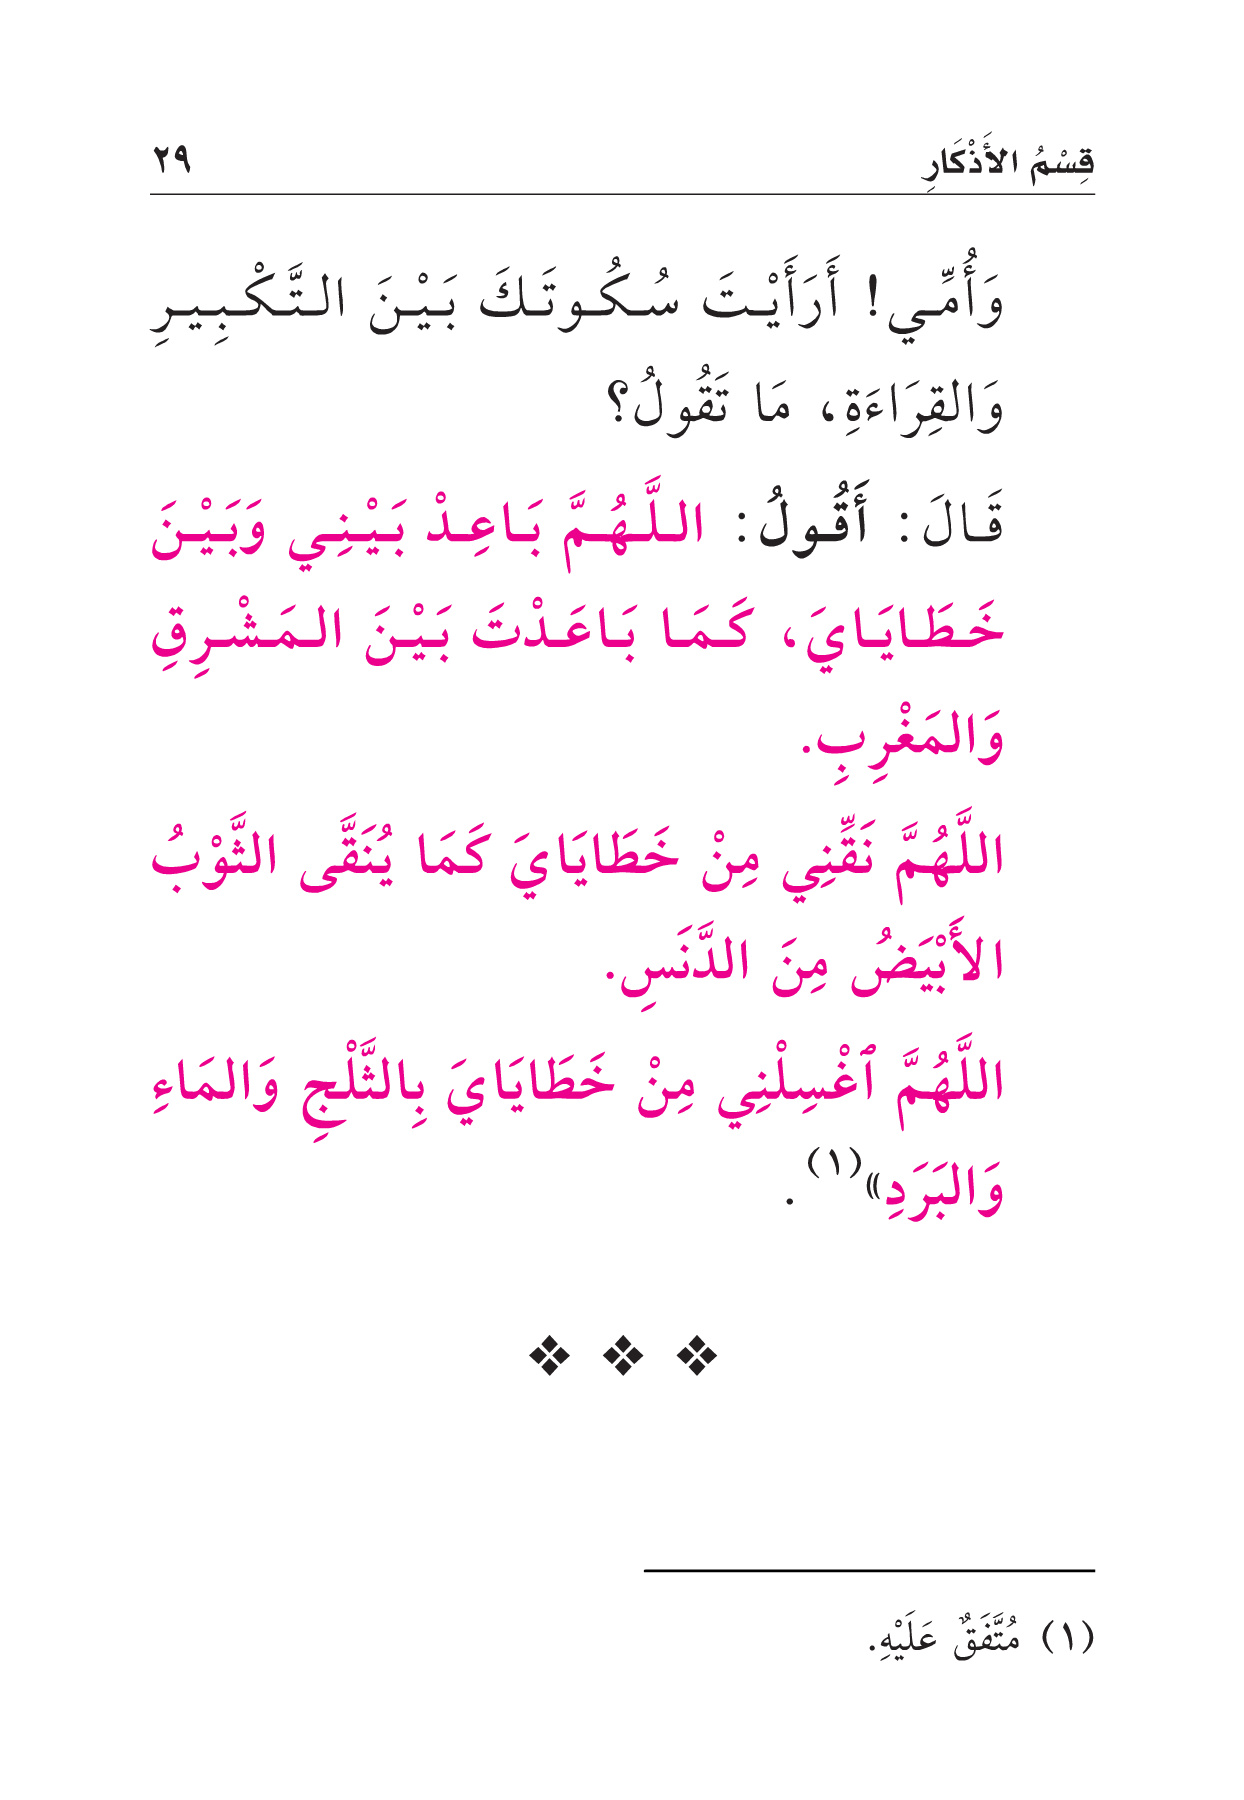 قِسْمُ الأَذْكَارِ ٢٩
وَأُمِّي! أَرَأَيْتَ سُكُوتَكَ بَيْنَ التَّكْبِيرِ
وَالقِرَاءَةِ، مَا تَقُولُ؟
قَالَ: أَقُولُ: اللَّهُمَّ بَاعِدْ بَيْنِي وَبَيْنَ
خَطَايَايَ، كَمَا بَاعَدْتَ بَيْنَ المَشْرِقِ
وَالمَغْرِبِ.
اللَّهُمَّ نَقِّنِي مِنْ خَطَايَايَ كَمَا يُنَقَّى الثَّوْبُ
الأَبْيَضُ مِنَ الدَّنَسِ.
اللَّهُمَّ ٱغْسِلْنِي مِنْ خَطَايَايَ بِالثَّلْجِ وَالمَاءِ
وَالبَرَدِ»(١).
(١) مُتَّفَقٌ عَلَيْهِ.